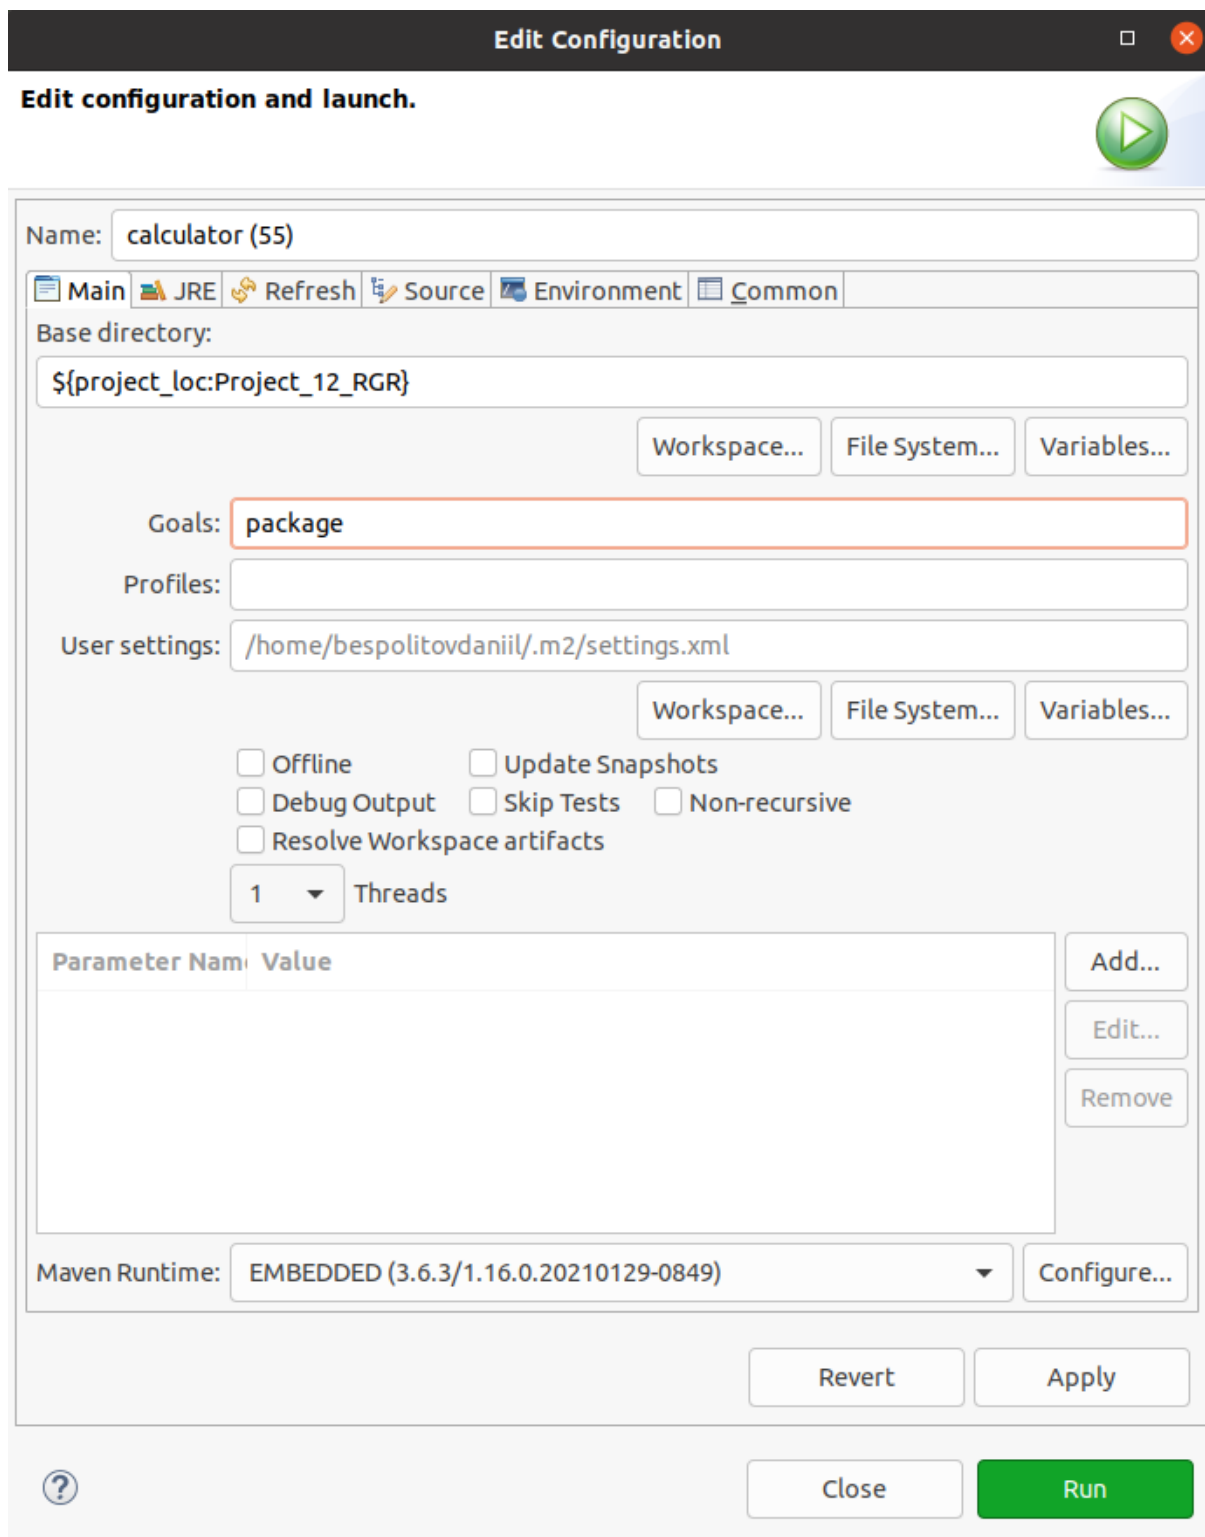 Edit Configuration
Edit configuration and launch.
Name: calculator (55)
Main JRE Refresh Source Environment Common
Base directory:
${project_loc:Project_12_RGR}
Workspace... File System... Variables...
Goals: package
Profiles:
User settings: /home/bespolitovdaniil/.m2/settings.xml
Workspace... File System... Variables...
Offline Update Snapshots
Debug Output Skip Tests Non-recursive
Resolve Workspace artifacts
1 Threads
Parameter Nam Value Add...
Edit...
Remove
Maven Runtime: EMBEDDED (3.6.3/1.16.0.20210129-0849) Configure...
Revert Apply
? Close Run